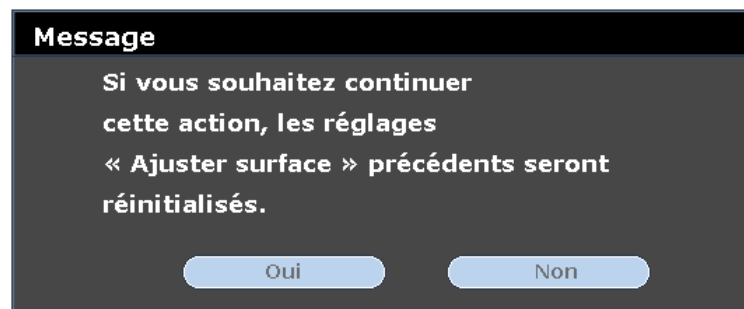 Message
Si vous souhaitez continuer
cette action, les réglages
« Ajuster surface » précédents seront
réinitialisés.
Oui
Non